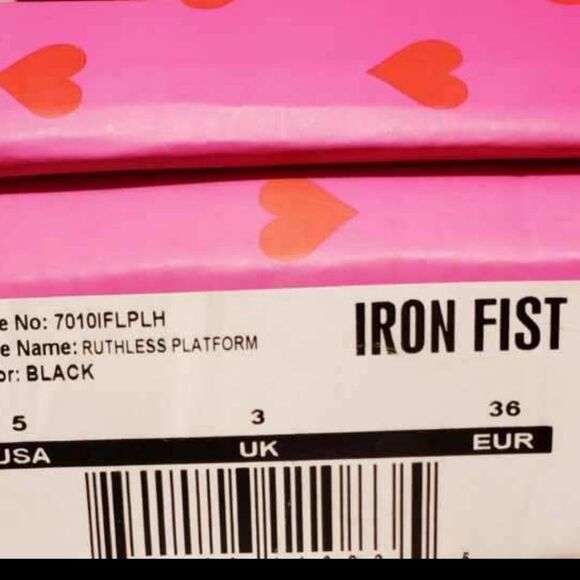 e No: 7010IFLPLH
e Name: RUTHLESS PLATFORM
or: BLACK
IRON FIST
5 3 36
USA UK EUR